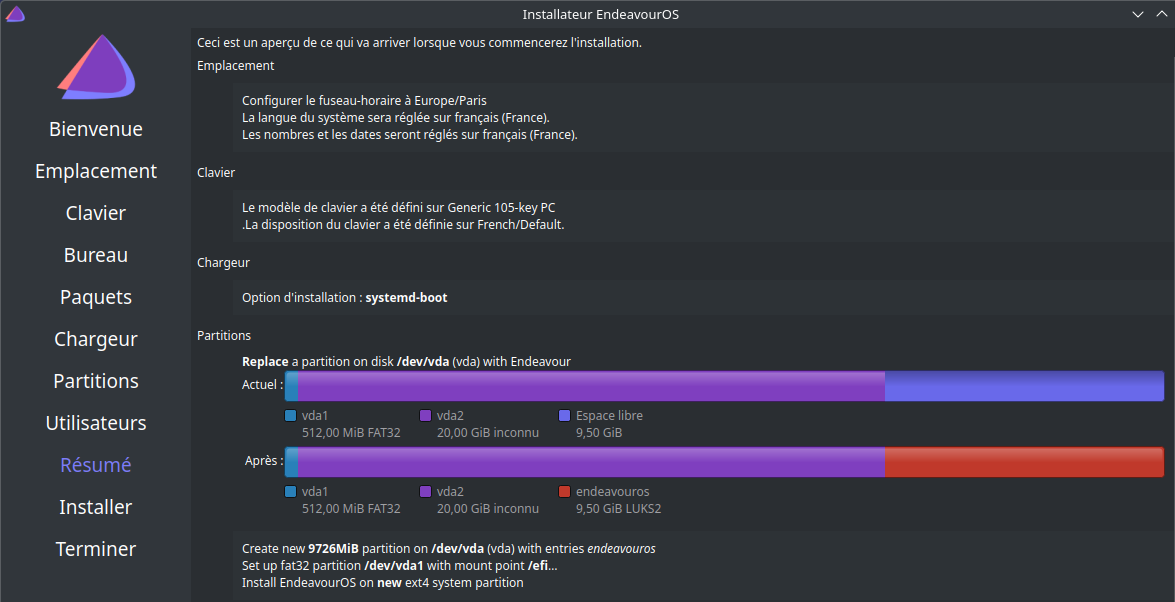 Installateur EndeavourOS
Ceci est un aperçu de ce qui va arriver lorsque vous commencerez l'installation.
Bienvenue
Emplacement
Clavier
Bureau
Paquets
Chargeur
Partitions
Utilisateurs
Résumé
Installer
Terminer
Emplacement
Configurer le fuseau-horaire à Europe/Paris
La langue du système sera réglée sur français (France).
Les nombres et les dates seront réglés sur français (France).
Clavier
Le modèle de clavier a été défini sur Generic 105-key PC
.La disposition du clavier a été définie sur French/Default.
Chargeur
Option d'installation : systemd-boot
Partitions
Replace a partition on disk /dev/vda (vda) with Endeavour
Actuel :
vda1 vda2 Espace libre
512,00 MiB FAT32 20,00 GiB inconnu 9,50 GiB
Après :
vda1 vda2 endeavouros
512,00 MiB FAT32 20,00 GiB inconnu 9,50 GiB LUKS2
Create new 9726MiB partition on /dev/vda (vda) with entries endeavouros
Set up fat32 partition /dev/vda1 with mount point /efi…
Install EndeavourOS on new ext4 system partition